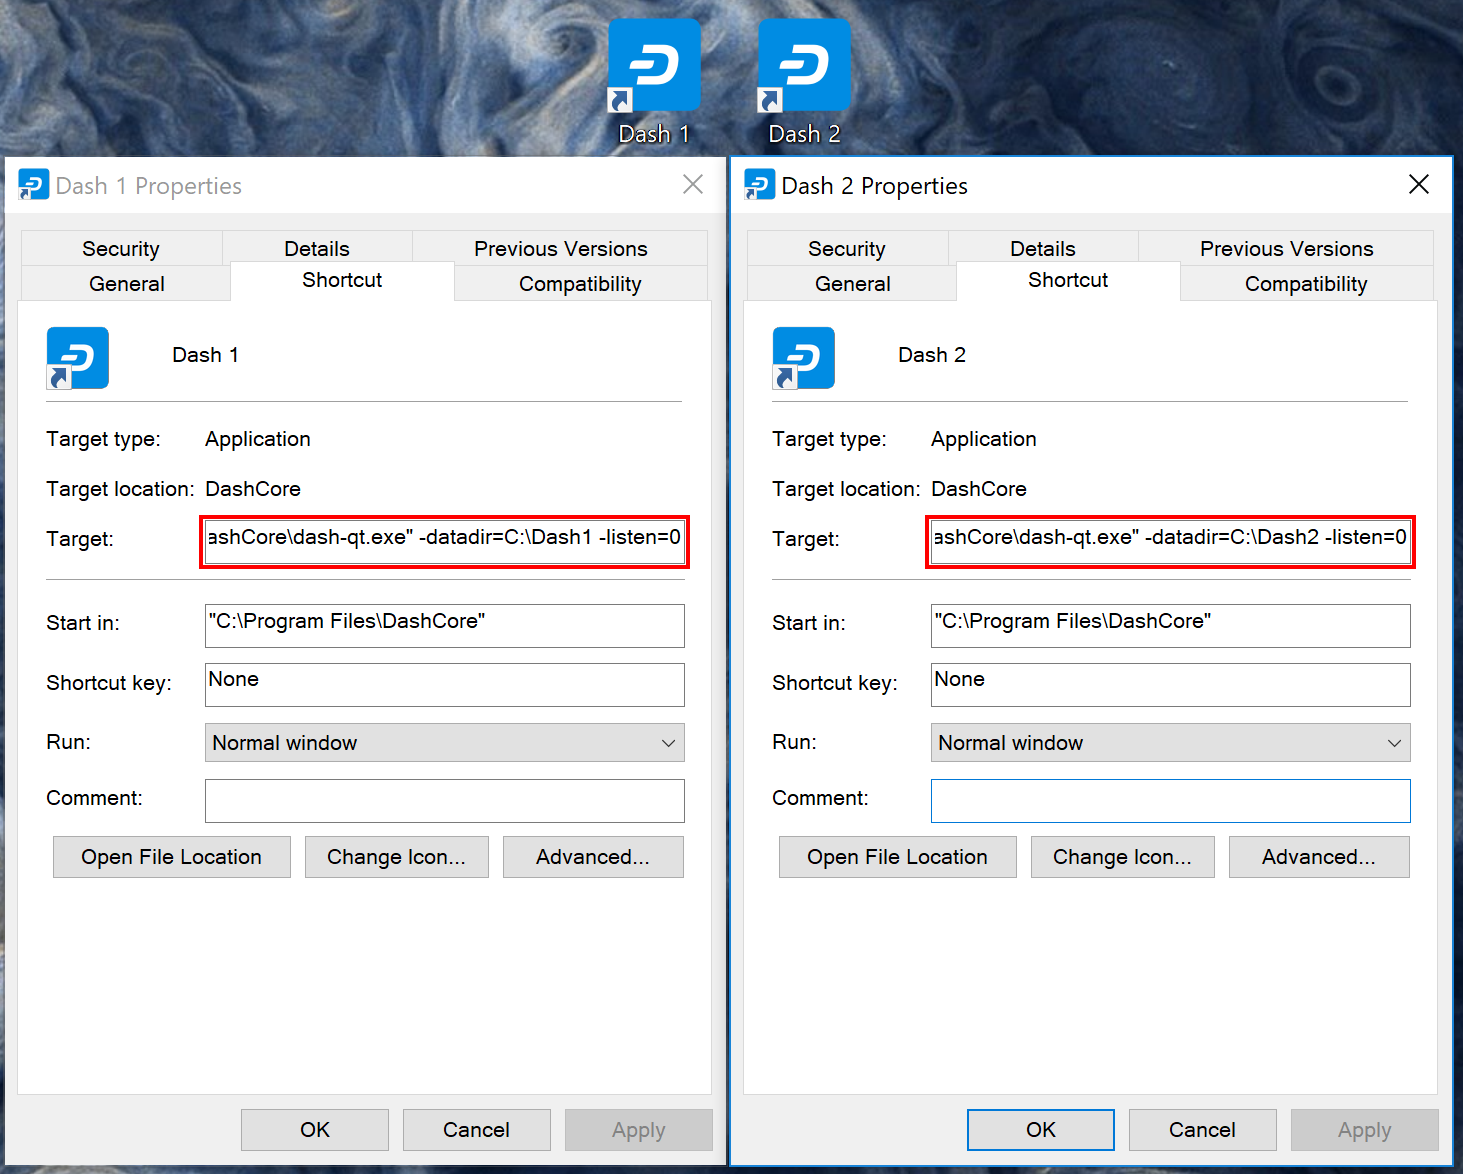 Dash 1
Dash 2
Dash 1 Properties
Security
Details
Previous Versions
General
Shortcut
Compatibility
Dash 1
Target type:
Application
Target location:
DashCore
Target:
ashCore\dash-qt.exe" -datadir=C:\Dash1 -listen=0
Start in:
"C:\Program Files\DashCore"
Shortcut key:
None
Run:
Normal window
Comment:
Open File Location
Change Icon...
Advanced...
OK
Cancel
Apply
Dash 2 Properties
Security
Details
Previous Versions
General
Shortcut
Compatibility
Dash 2
Target type:
Application
Target location:
DashCore
Target:
ashCore\dash-qt.exe" -datadir=C:\Dash2 -listen=0
Start in:
"C:\Program Files\DashCore"
Shortcut key:
None
Run:
Normal window
Comment:
Open File Location
Change Icon...
Advanced...
OK
Cancel
Apply